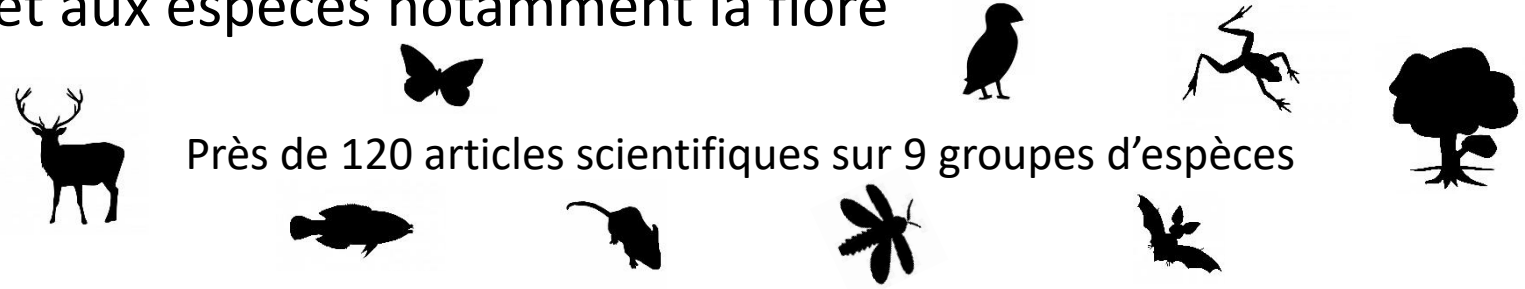 et aux espèces notamment la flore
Près de 120 articles scientifiques sur 9 groupes d’espèces